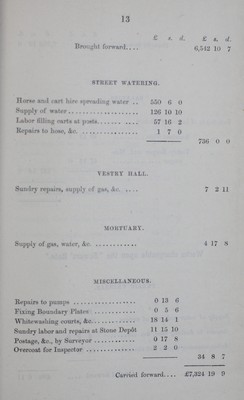 13
£ s. d. £ s. d.
Brought forward.... 6,542 10 7
STREET WATERING.
Horse and cart hire spreading water .. 550 6 0
Supply of water .................... 126 10 10
Labor filling carts at posts .......... 57 16 2
Repairs to hose, &c. ................ 1 7 0
736 0 0
VESTRY HALL.
Sundry repairs, supply of gas, &c. .... 7 2 11
MORTUARY.
Supply of gas, water, &c. ............ 4 17 8
MISCELLANEOUS.
Repairs to pumps .................. 0 13 6
Fixing Boundary Plates ............ 0 5 6
Whitewashing courts, &c. ............ 18 14 1
Sundry labor and repairs at Stone Depôt 11 15 10
Postage, &c., by Surveyor ............ 0 17 8
Overcoat for Inspector .............. 2 2 0
34 8 7
Carried forward.... £7,324 19 9